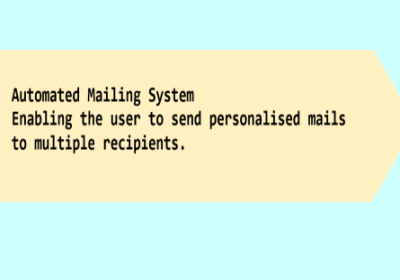 Automated Mailing System
Enabling the user to send personalised mails
to multiple recipients.